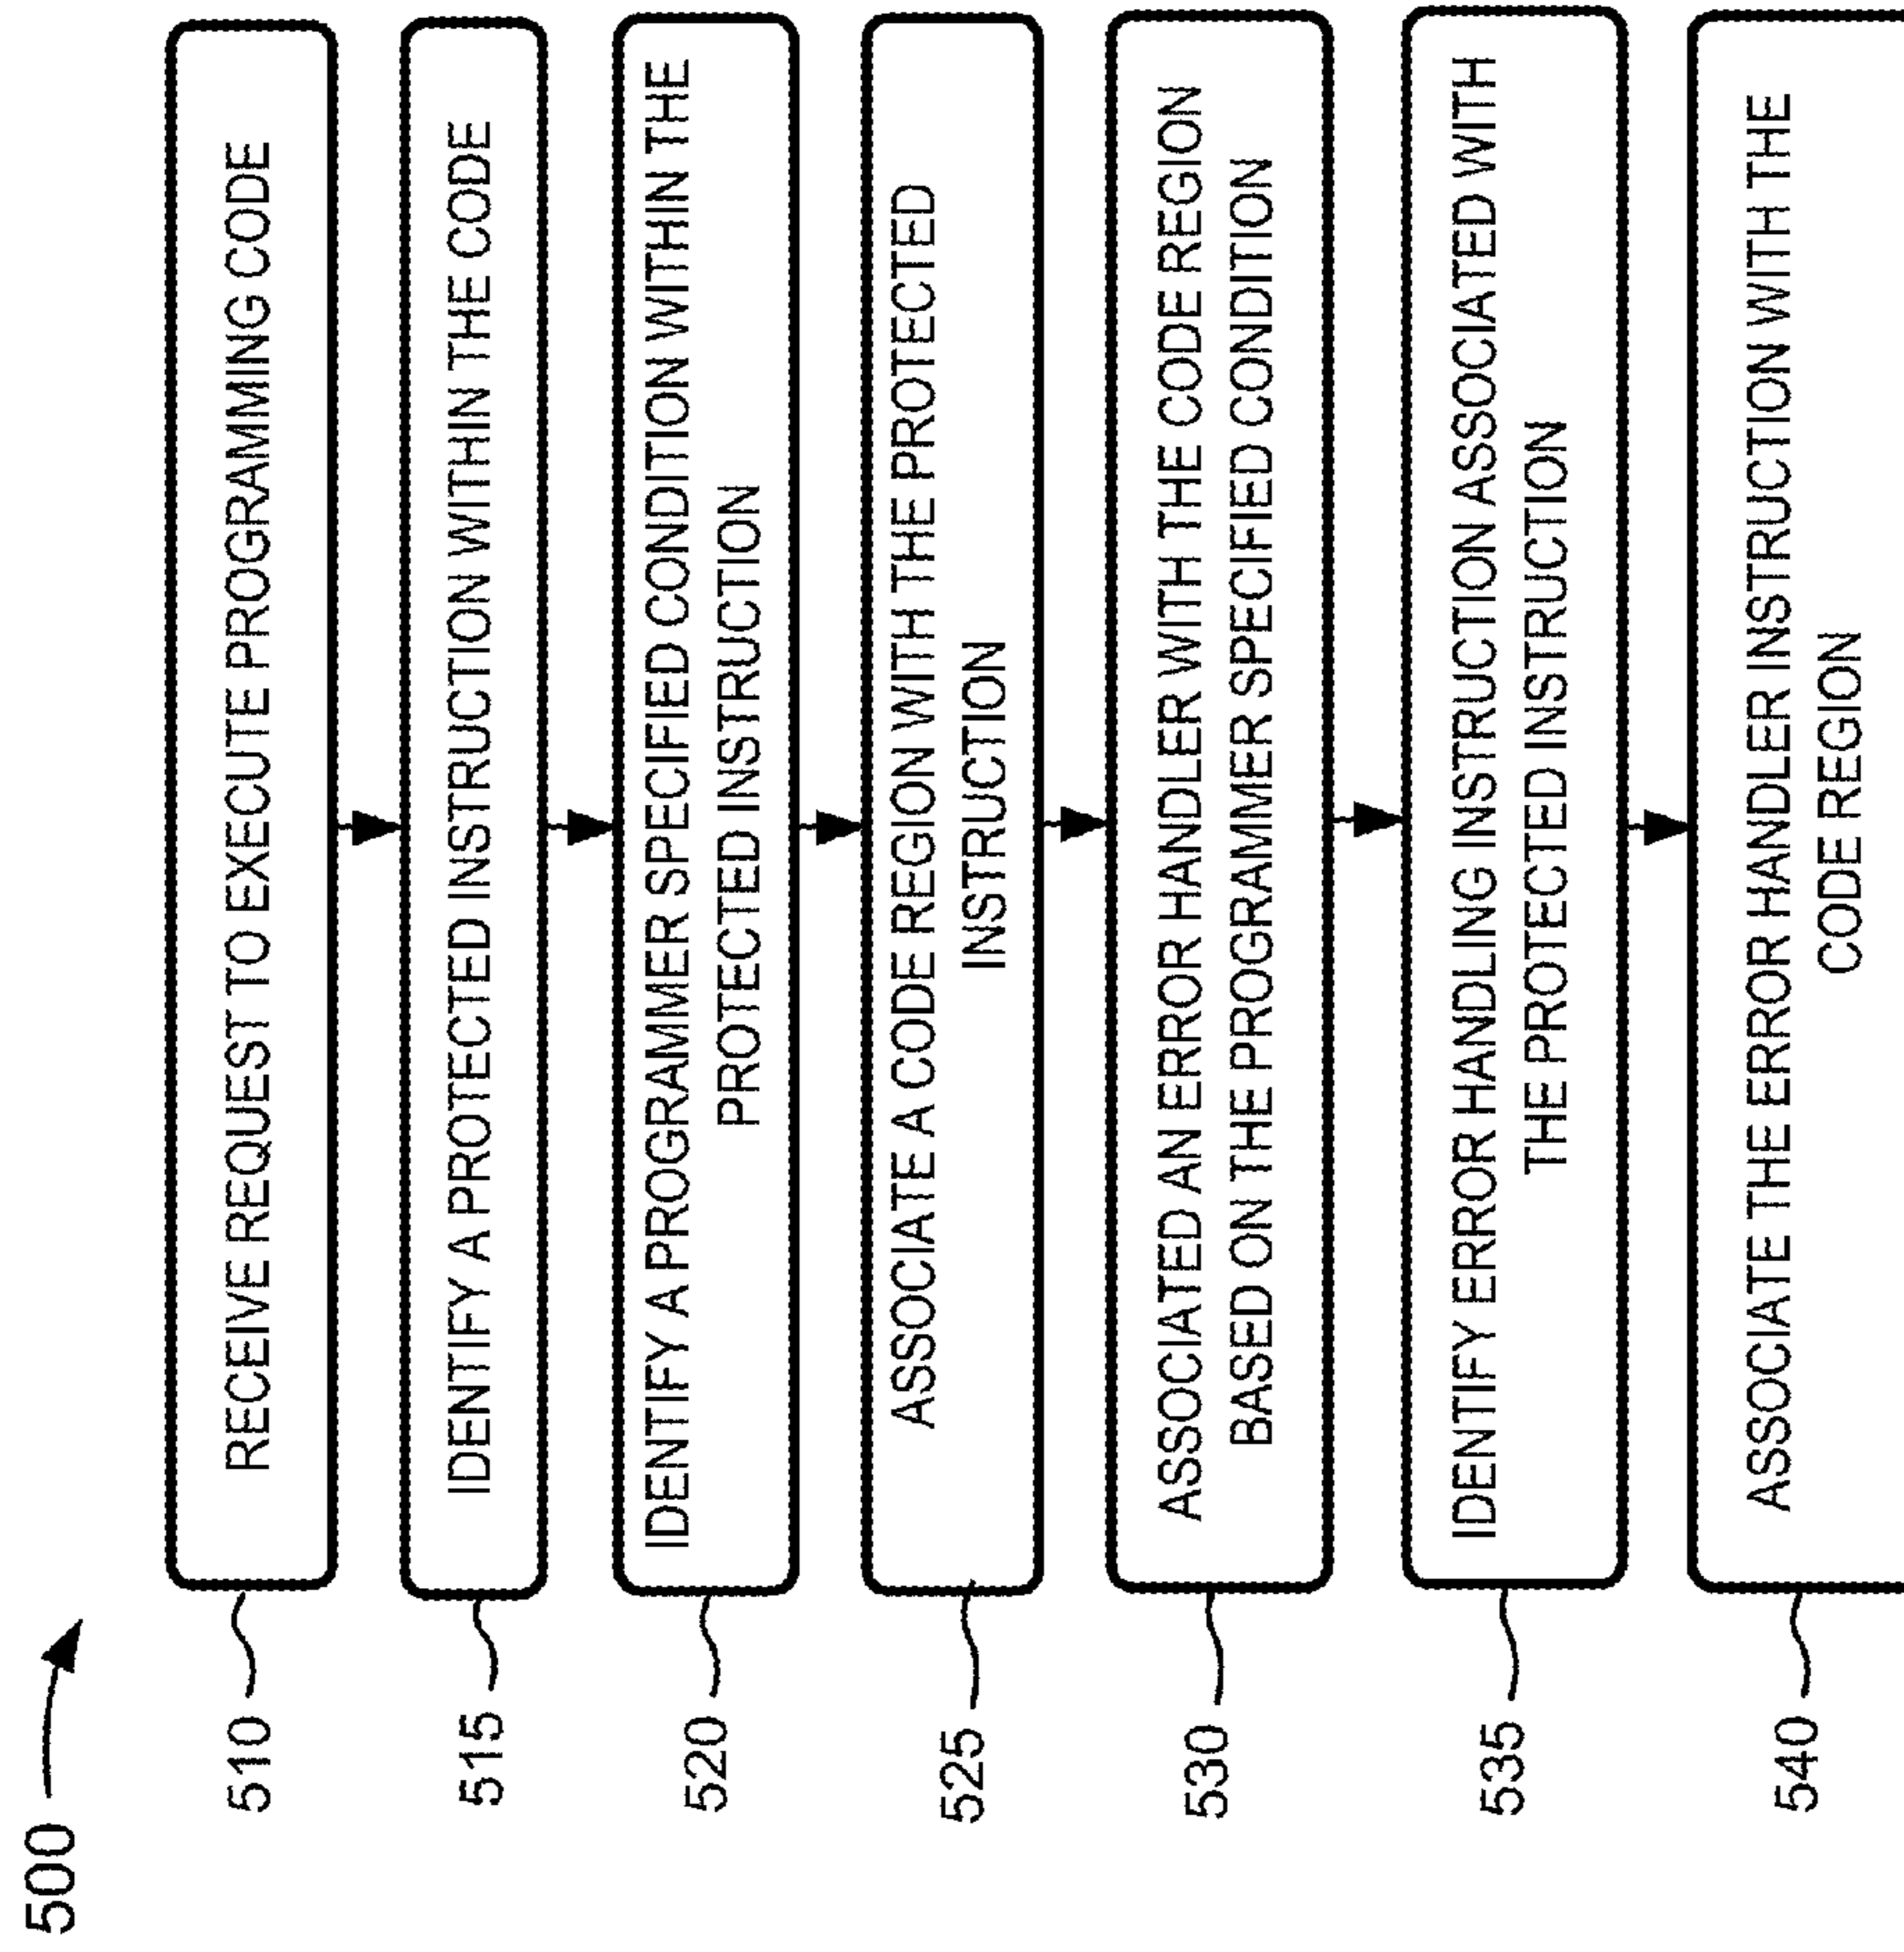 500
510
RECEIVE REQUEST TO EXECUTE PROGRAMMING CODE
515
IDENTIFY A PROTECTED INSTRUCTION WITHIN THE CODE
520
IDENTIFY A PROGRAMMER SPECIFIED CONDITION WITHIN THE
PROTECTED INSTRUCTION
525
ASSOCIATE A CODE REGION WITH THE PROTECTED
INSTRUCTION
530
ASSOCIATED AN ERROR HANDLER WITH THE CODE REGION
BASED ON THE PROGRAMMER SPECIFIED CONDITION
535
IDENTIFY ERROR HANDLING INSTRUCTION ASSOCIATED WITH
THE PROTECTED INSTRUCTION
540
ASSOCIATE THE ERROR HANDLER INSTRUCTION WITH THE
CODE REGION